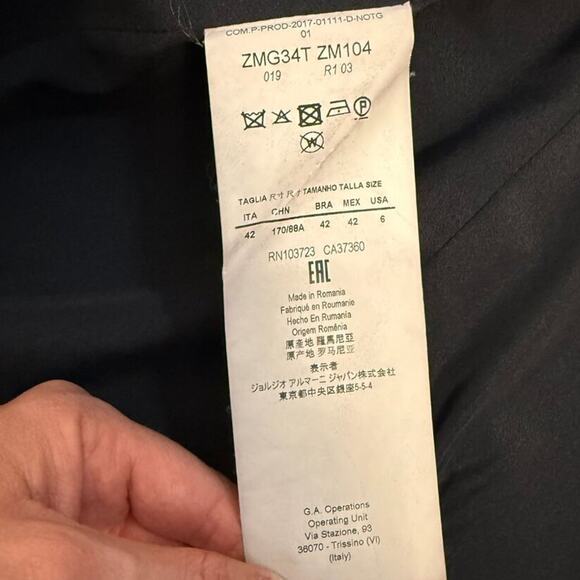 COM.P-PROD-2017-01111-D-NOTG
01
ZMG34T ZM104
019 R1 03
P
W
TAGLIA 尺寸 尺寸 TAMANHO TALLA SIZE
ITA CHN BRA MEX USA
42 170/88A 42 42 6
RN103723 CA37360
EAC
Made in Romania
Fabriqué en Roumanie
Hecho En Rumania
Origem Romênia
原產地 羅馬尼亞
原产地 罗马尼亚
表示者
ジョルジオ アルマーニ ジャパン株式会社
東京都中央区銀座5-5-4
G.A. Operations
Operating Unit
Via Stazione, 93
36070 - Trissino (VI)
(Italy)